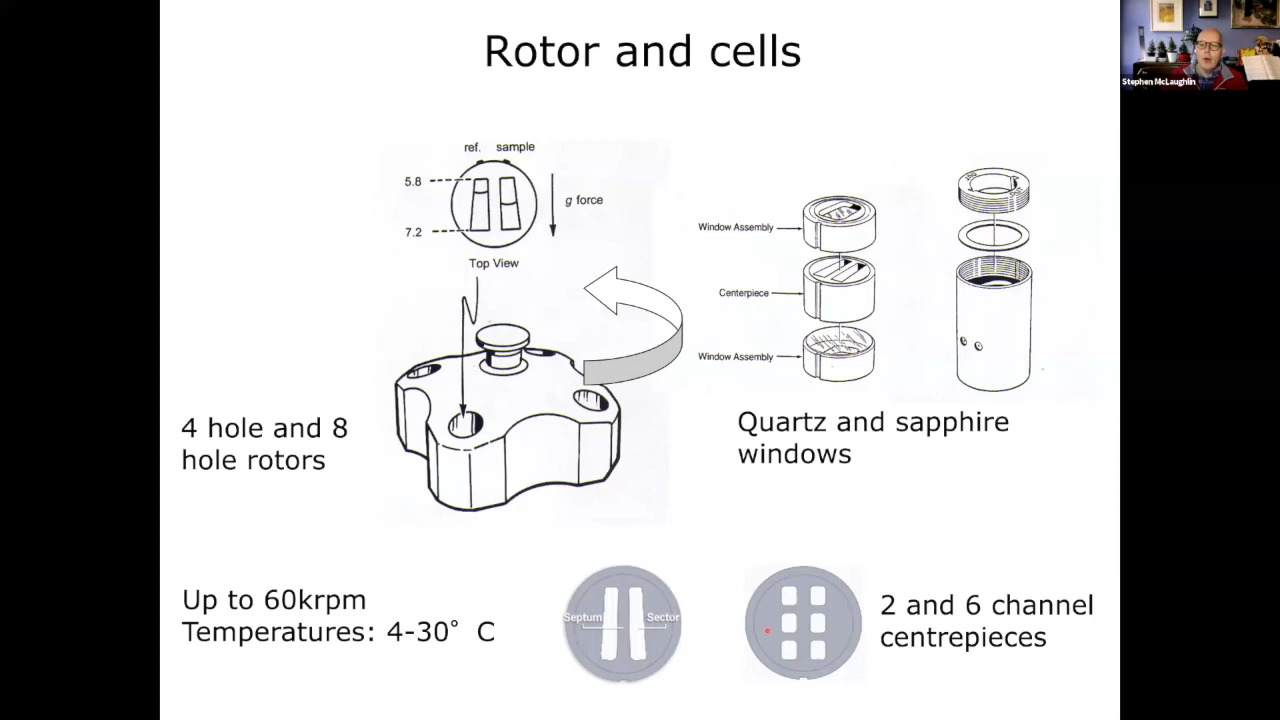 Rotor and cells
Stephen McLaughlin
ref. sample
5.8
g force
7.2
Top View
Window Assembly
Centerpiece
Window Assembly
4 hole and 8
hole rotors
Quartz and sapphire
windows
Up to 60krpm
Temperatures: 4-30° C
Septum Sector
2 and 6 channel
centrepieces